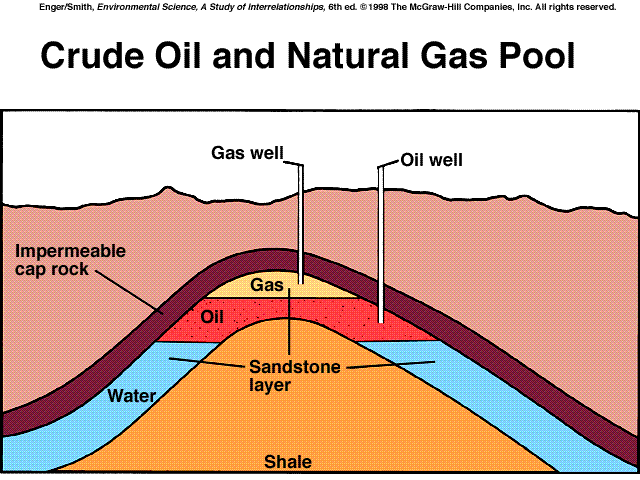 Enger/Smith, Environmental Science, A Study of Interrelationships, 6th ed. © 1998 The McGraw-Hill Companies, Inc. All rights reserved.
Crude Oil and Natural Gas Pool
Gas well
Oil well
Impermeable
cap rock
Gas
Oil
Sandstone
layer
Water
Shale